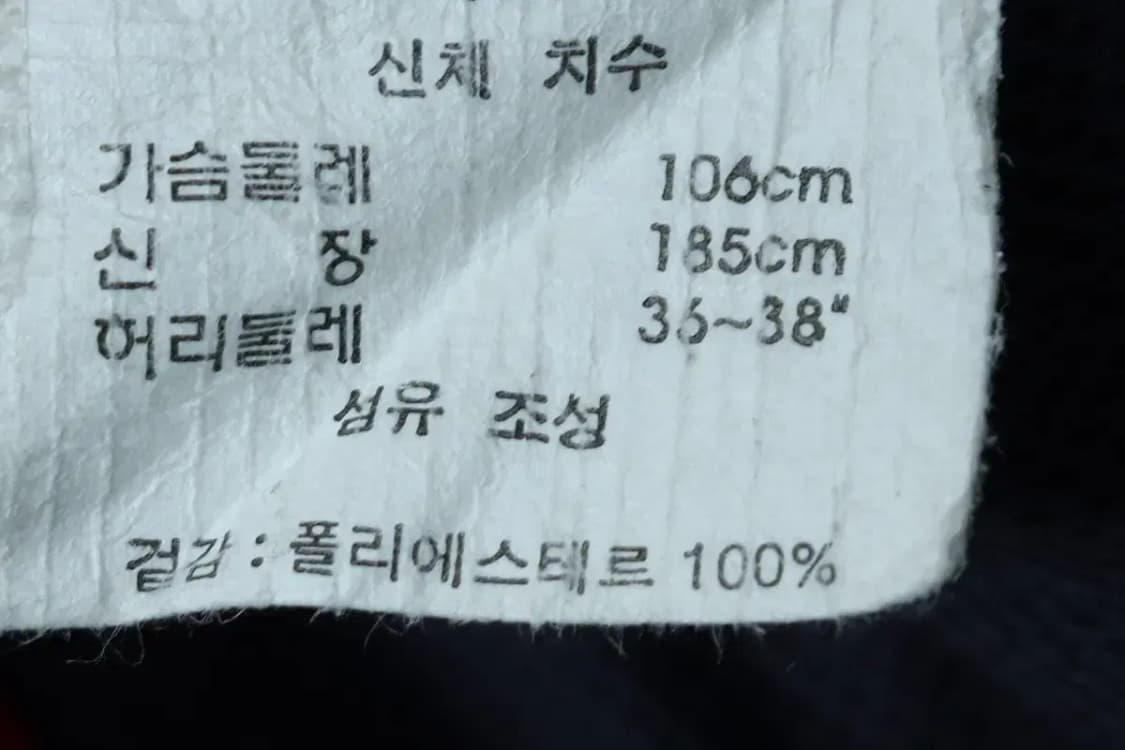 신체 치수
가슴둘레 106cm
신 장 185cm
허리둘레 36~38"
섬유 조성
겉감 : 폴리에스테르 100%